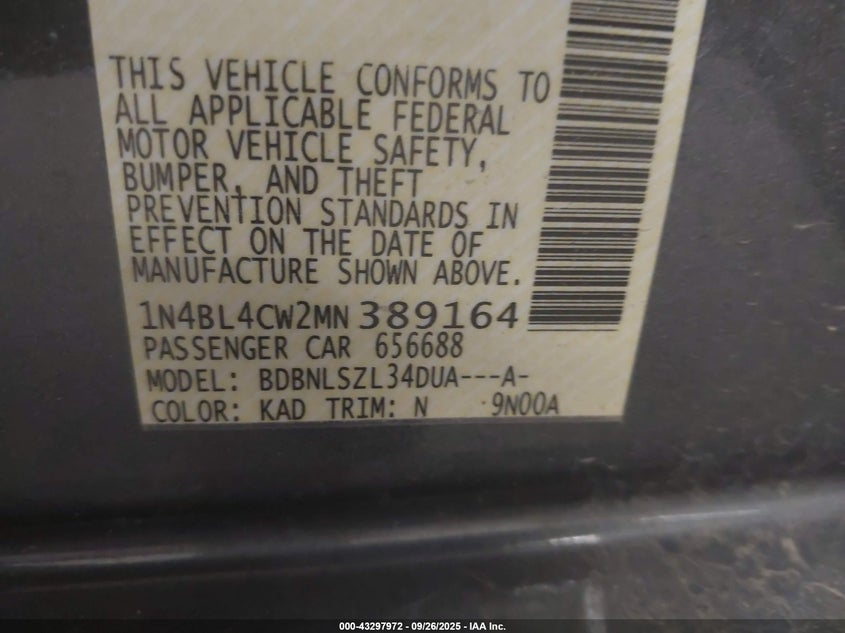 THIS VEHICLE CONFORMS TO
ALL APPLICABLE FEDERAL
MOTOR VEHICLE SAFETY,
BUMPER, AND THEFT
PREVENTION STANDARDS IN
EFFECT ON THE DATE OF
MANUFACTURE SHOWN ABOVE.
1N4BL4CW2MN389164
PASSENGER CAR 656688
MODEL: BDBNLSZL34DUA---A-
COLOR: KAD TRIM: N 9N00A
000-43297972 - 09/26/2025 - IAA Inc.